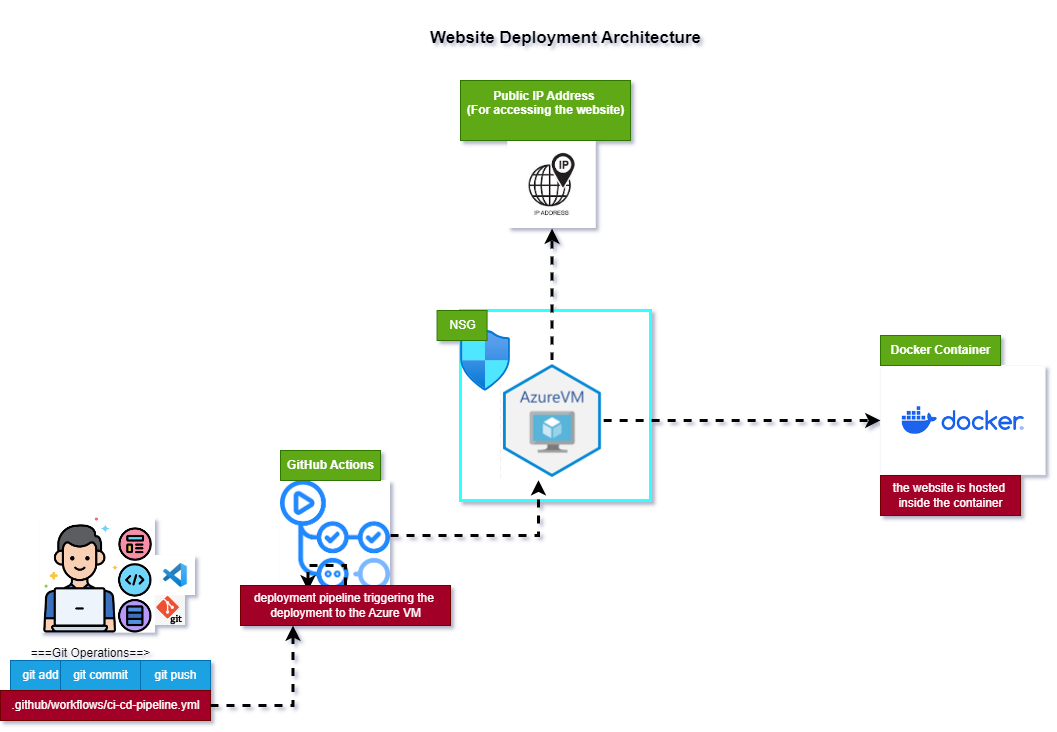 Website Deployment Architecture
Public IP Address
(For accessing the website)
IP
IP ADDRESS
NSG
AzureVM
Docker Container
docker
the website is hosted
inside the container
GitHub Actions
deployment pipeline triggering the
deployment to the Azure VM
</>
git
===Git Operations==>
git add git commit git push
.github/workflows/ci-cd-pipeline.yml